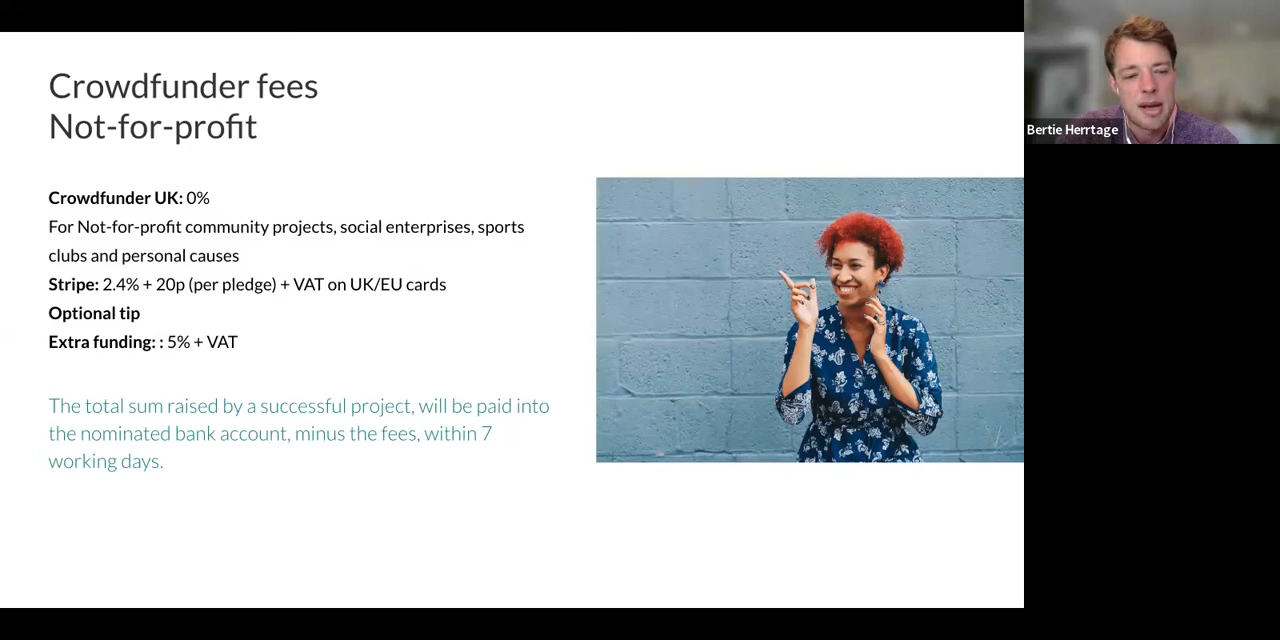 Crowdfunder fees
Not-for-profit
Crowdfunder UK: 0%
For Not-for-profit community projects, social enterprises, sports
clubs and personal causes
Stripe: 2.4% + 20p (per pledge) + VAT on UK/EU cards
Optional tip
Extra funding: : 5% + VAT
The total sum raised by a successful project, will be paid into
the nominated bank account, minus the fees, within 7
working days.
Bertie Herrtage